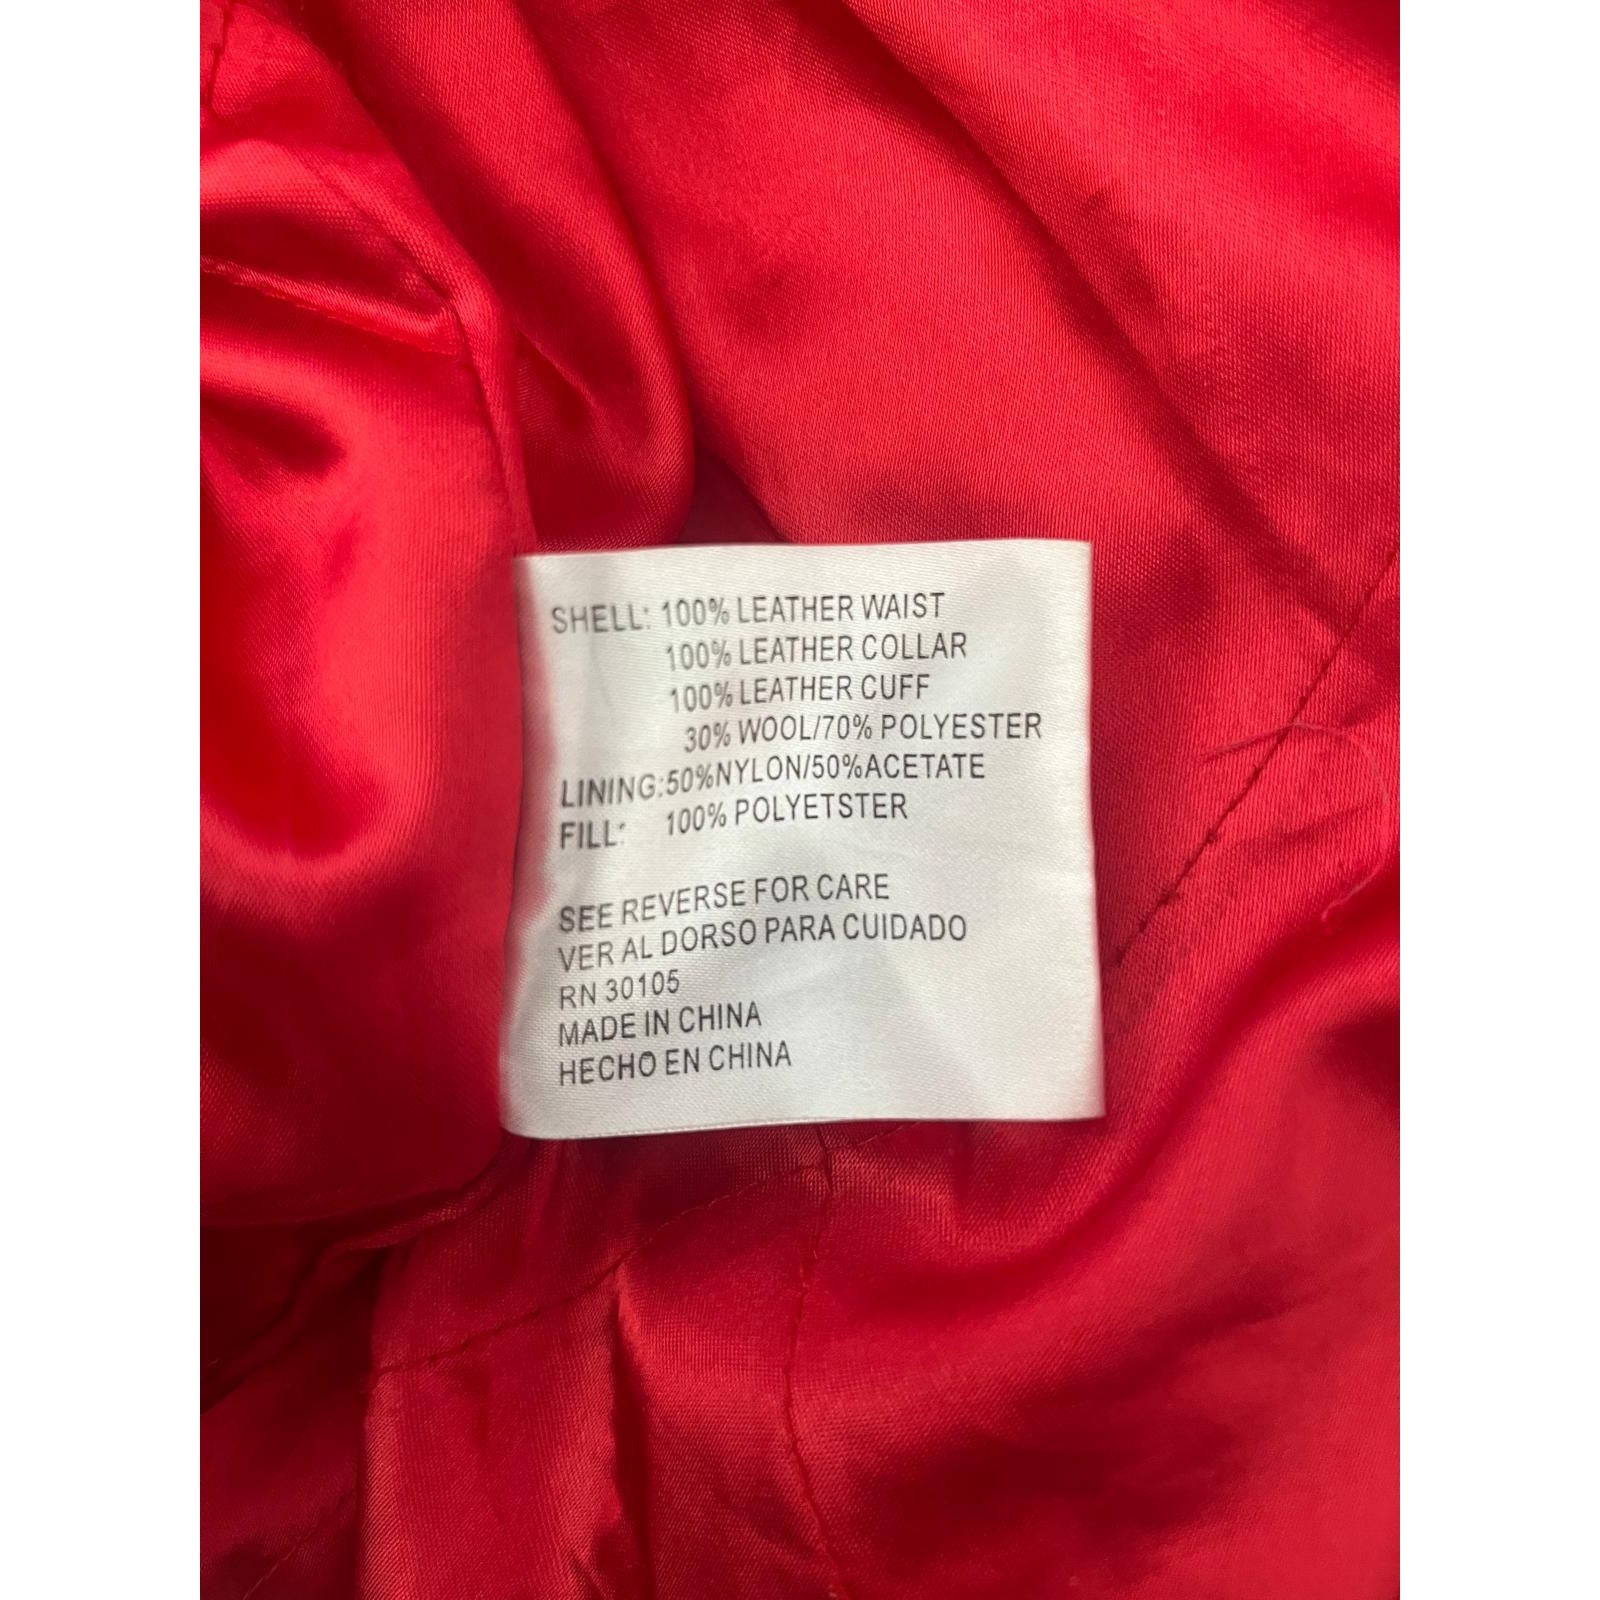 SHELL: 100% LEATHER WAIST
100% LEATHER COLLAR
100% LEATHER CUFF
30% WOOL/70% POLYESTER
LINING:50%NYLON/50%ACETATE
FILL: 100% POLYETSTER
SEE REVERSE FOR CARE
VER AL DORSO PARA CUIDADO
RN 30105
MADE IN CHINA
HECHO EN CHINA